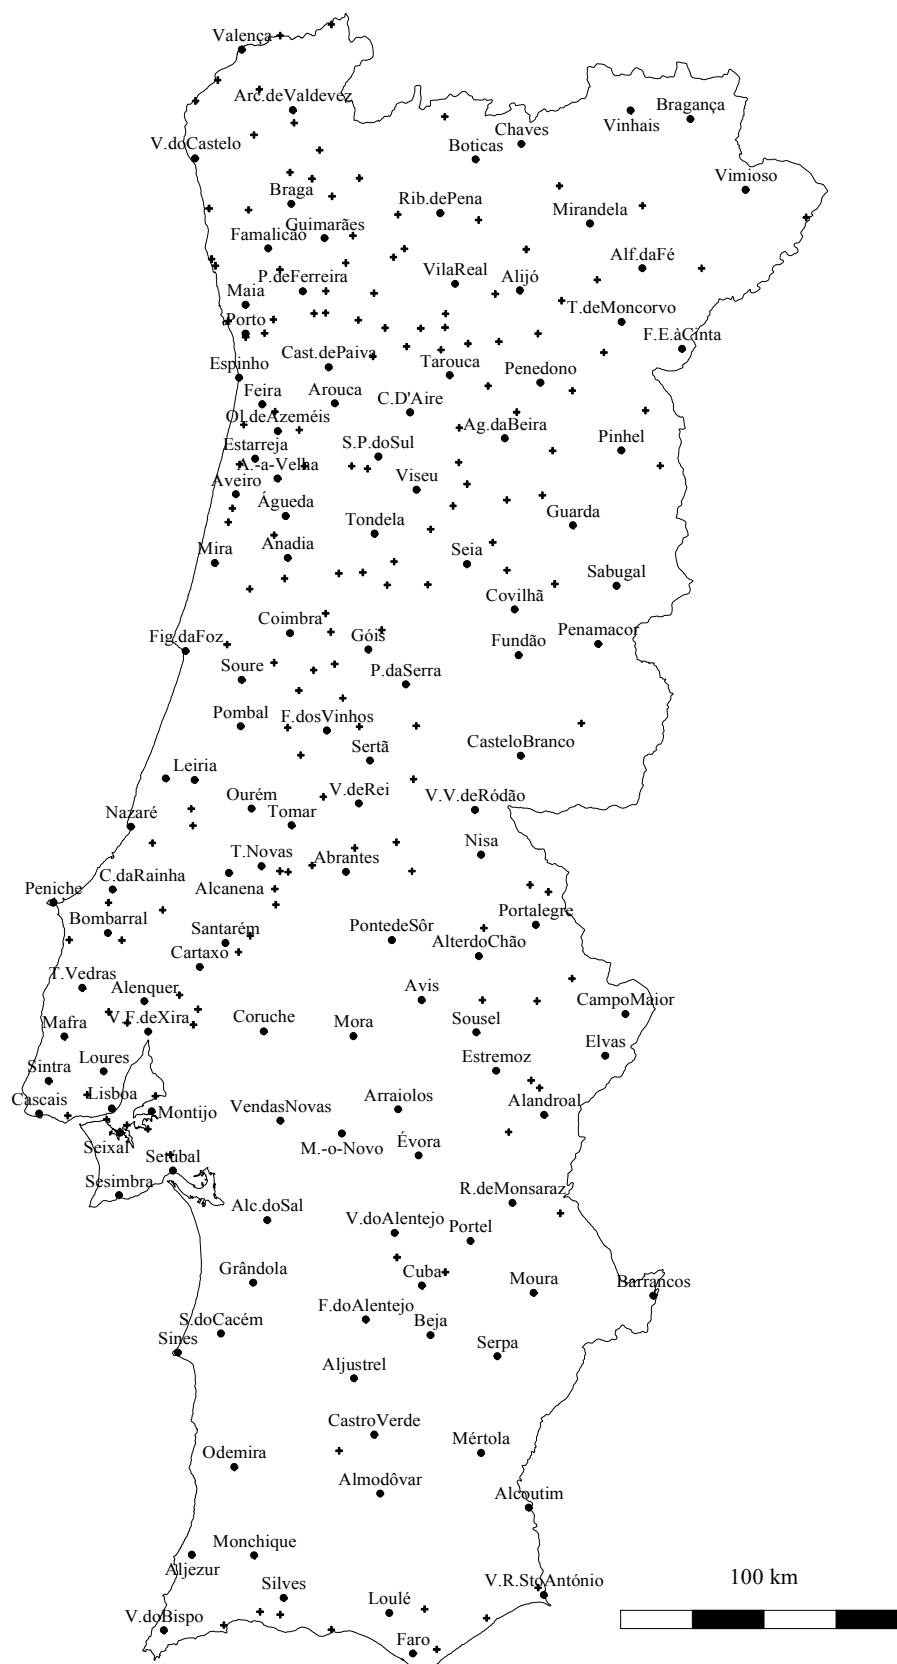 Valença
Arc.deValdevez
Bragança
Vinhais
Chaves
V.doCastelo
Boticas
Vimioso
Braga
Rib.dePena
Mirandela
Guimarães
Famalicão
Alf.daFé
P.deFerreira
VilaReal
Alijó
Maia
T.deMoncorvo
Porto
F.E.àCinta
Cast.dePaiva
Tarouca
Espinho
Penedono
Feira
Arouca
C.D'Aire
Ol.deAzeméis
Ag.daBeira
Estarreja
S.P.doSul
Pinhel
A.-a-Velha
Viseu
Aveiro
Águeda
Guarda
Tondela
Anadia
Mira
Seia
Sabugal
Covilhã
Coimbra
Penamacor
Fig.daFoz
Góis
Fundão
Soure
P.daSerra
Pombal
F.dosVinhos
CasteloBranco
Sertã
Leiria
Ourém
V.deRei
V.V.deRódão
Nazaré
Tomar
Nisa
T.Novas
Abrantes
C.daRainha
Alcanena
Peniche
Portalegre
Bombarral
Santarém
PontedeSôr
AlterdoChão
Cartaxo
T.Vedras
Alenquer
Avis
CampoMaior
V.F.deXira
Coruche
Mora
Sousel
Mafra
Elvas
Loures
Estremoz
Sintra
Lisboa
Cascais
Montijo
VendasNovas
Arraiolos
Alandroal
Seixal
M.-o-Novo
Évora
Setúbal
Sesimbra
R.deMonsaraz
Alc.doSal
V.doAlentejo
Portel
Grândola
Cuba
Moura
Barrancos
S.doCacém
F.doAlentejo
Beja
Sines
Serpa
Aljustrel
CastroVerde
Mértola
Odemira
Almodôvar
Alcoutim
Monchique
Aljezur
Silves
Loulé
V.R.StoAntónio
100 km
V.doBispo
Faro